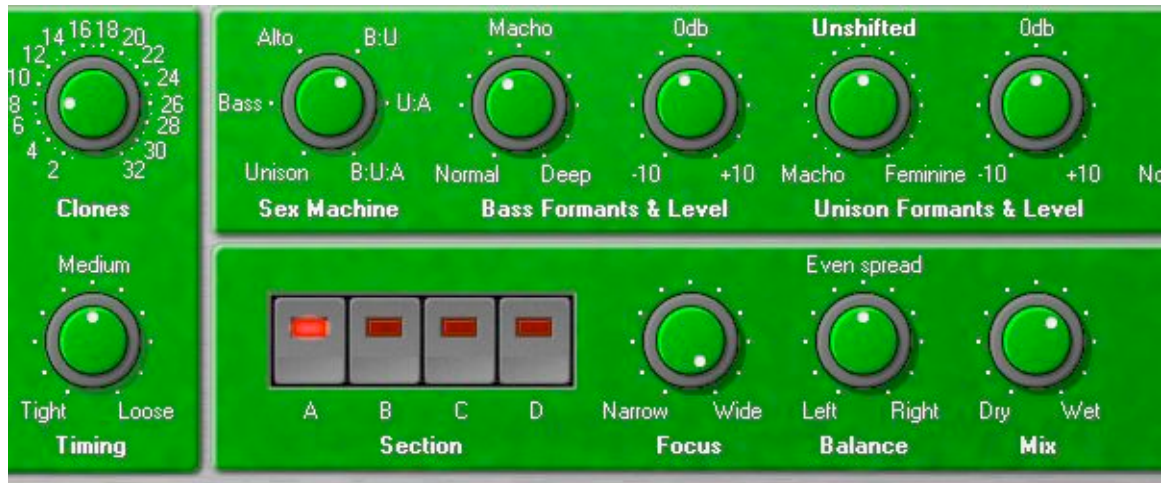 16 18
14 20
12 22
10 24
8 26
6 28
4 30
2 32
Clones
Medium
Tight Loose
Timing
Alto B:U
Bass U:A
Unison B:U:A
Sex Machine
Macho 0db
Normal Deep -10 +10
Bass Formants & Level
Unshifted 0db
Macho Feminine -10 +10
Unison Formants & Level
A B C D
Section
Narrow Wide
Focus
Even spread
Left Right
Balance
Dry Wet
Mix